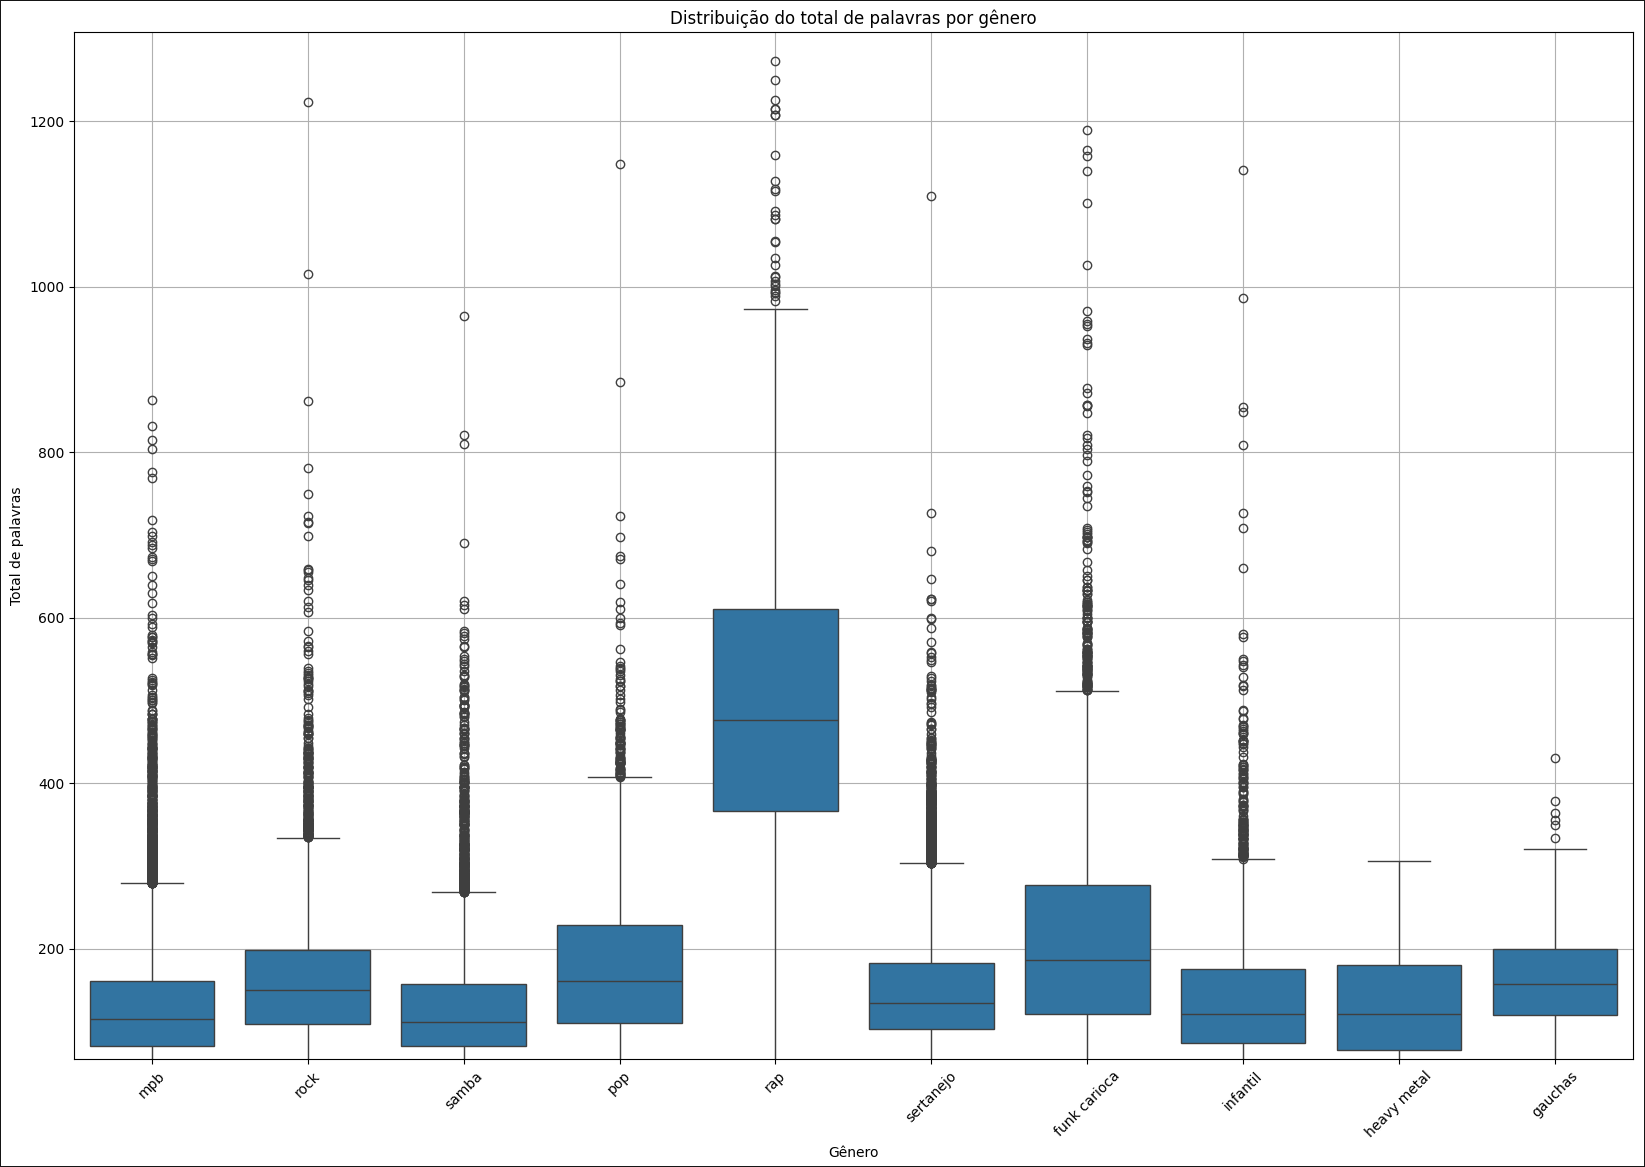 Distribuição do total de palavras por gênero
Total de palavras
1200
1000
800
600
400
200
mpb
rock
samba
pop
rap
sertanejo
funk carioca
infantil
heavy metal
gauchas
Gênero